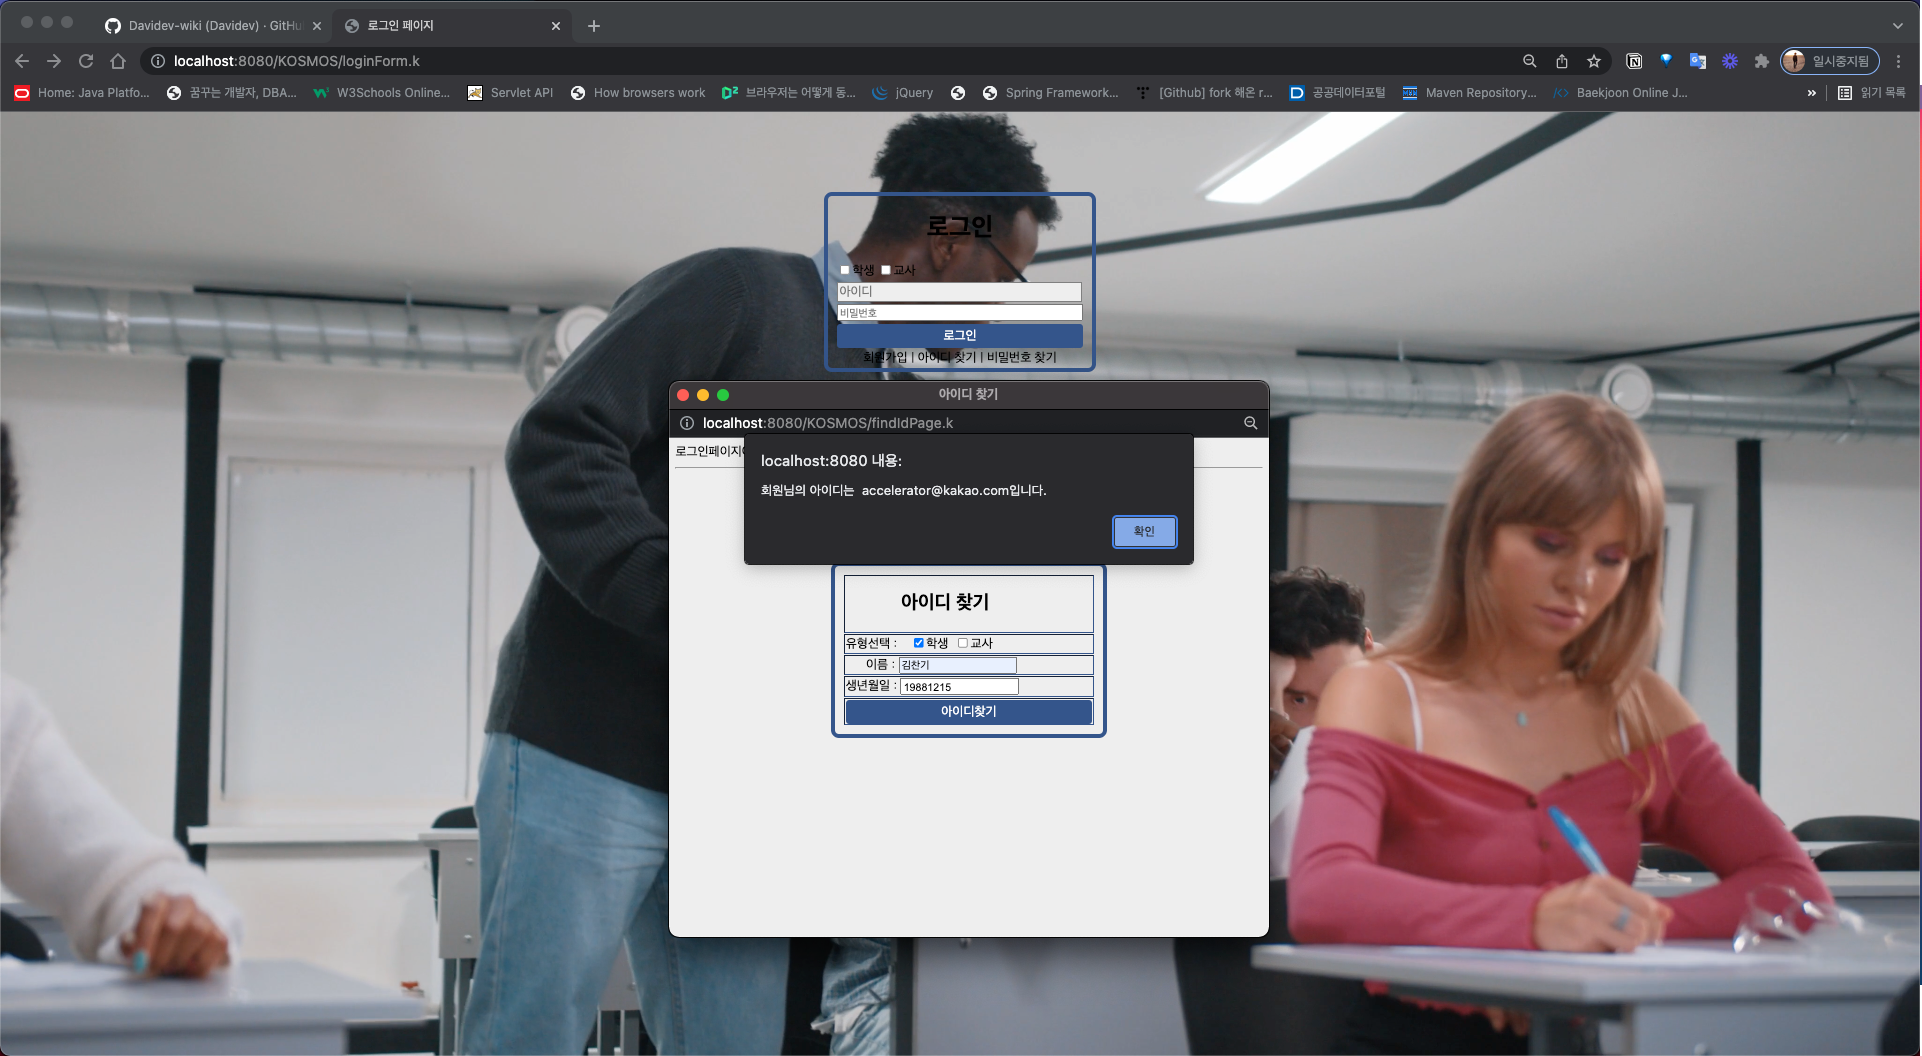 Davidev-wiki (Davidev) · GitHu
로그인 페이지
localhost:8080/KOSMOS/loginForm.k
일시중지됨
Home: Java Platfo...
꿈꾸는 개발자, DBA...
W3Schools Online...
Servlet API
How browsers work
브라우저는 어떻게 동...
jQuery
Spring Framework...
[Github] fork 해온 r...
공공데이터포털
Maven Repository...
Baekjoon Online J...
»
읽기 목록
로그인
학생 교사
아이디
비밀번호
로그인
회원가입 | 아이디 찾기 | 비밀번호 찾기
아이디 찾기
localhost:8080/KOSMOS/findIdPage.k
로그인페이지
localhost:8080 내용:
회원님의 아이디는 accelerator@kakao.com입니다.
확인
아이디 찾기
유형선택 : 학생 교사
이름 : 김찬기
생년월일 : 19881215
아이디찾기